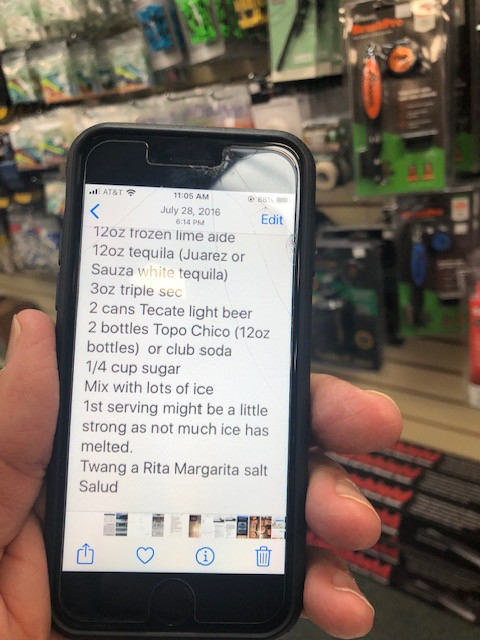 AT&T
11:05 AM
68%
July 28, 2016
6:14 PM
Edit
12oz frozen lime aide
12oz tequila (Juarez or
Sauza white tequila)
3oz triple sec
2 cans Tecate light beer
2 bottles Topo Chico (12oz
bottles) or club soda
1/4 cup sugar
Mix with lots of ice
1st serving might be a little
strong as not much ice has
melted.
Twang a Rita Margarita salt
Salud